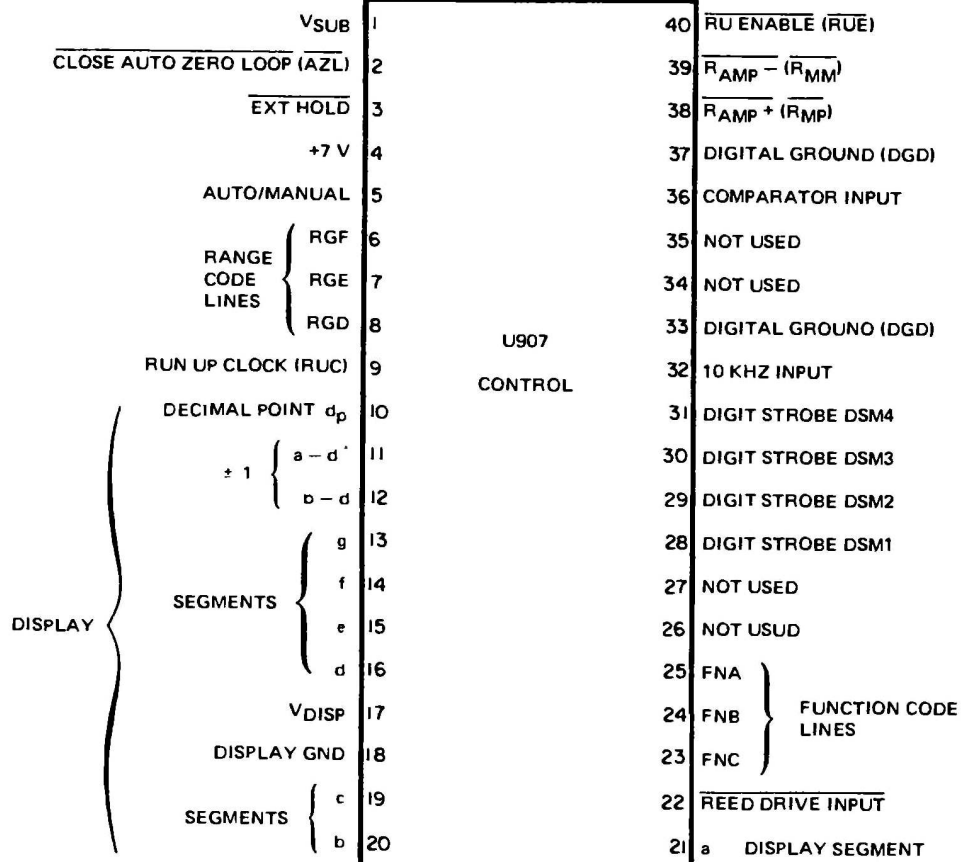 VSUB 1
CLOSE AUTO ZERO LOOP (AZL) 2
EXT HOLD 3
+7 V 4
AUTO/MANUAL 5
RANGE CODE LINES
RGF 6
RGE 7
RGD 8
RUN UP CLOCK (RUC) 9
DISPLAY
DECIMAL POINT dp 10
± 1
a – d 11
b – d 12
SEGMENTS
g 13
f 14
e 15
d 16
VDISP 17
DISPLAY GND 18
SEGMENTS
c 19
b 20
U907
CONTROL
40 RU ENABLE (RUE)
39 RAMP – (RMM)
38 RAMP + (RMP)
37 DIGITAL GROUND (DGD)
36 COMPARATOR INPUT
35 NOT USED
34 NOT USED
33 DIGITAL GROUNO (DGD)
32 10 KHZ INPUT
31 DIGIT STROBE DSM4
30 DIGIT STROBE DSM3
29 DIGIT STROBE DSM2
28 DIGIT STROBE DSM1
27 NOT USED
26 NOT USUD
25 FNA
24 FNB
23 FNC
FUNCTION CODE
LINES
22 REED DRIVE INPUT
21 a DISPLAY SEGMENT